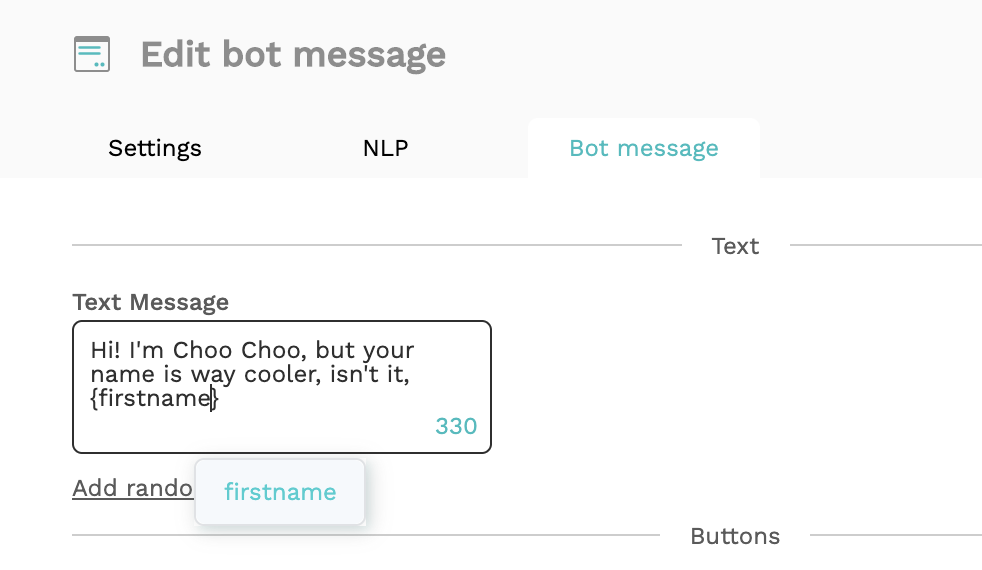 Edit bot message
Settings NLP Bot message
Text
Text Message
Hi! I'm Choo Choo, but your
name is way cooler, isn't it,
{firstname}
330
Add rando
firstname
Buttons